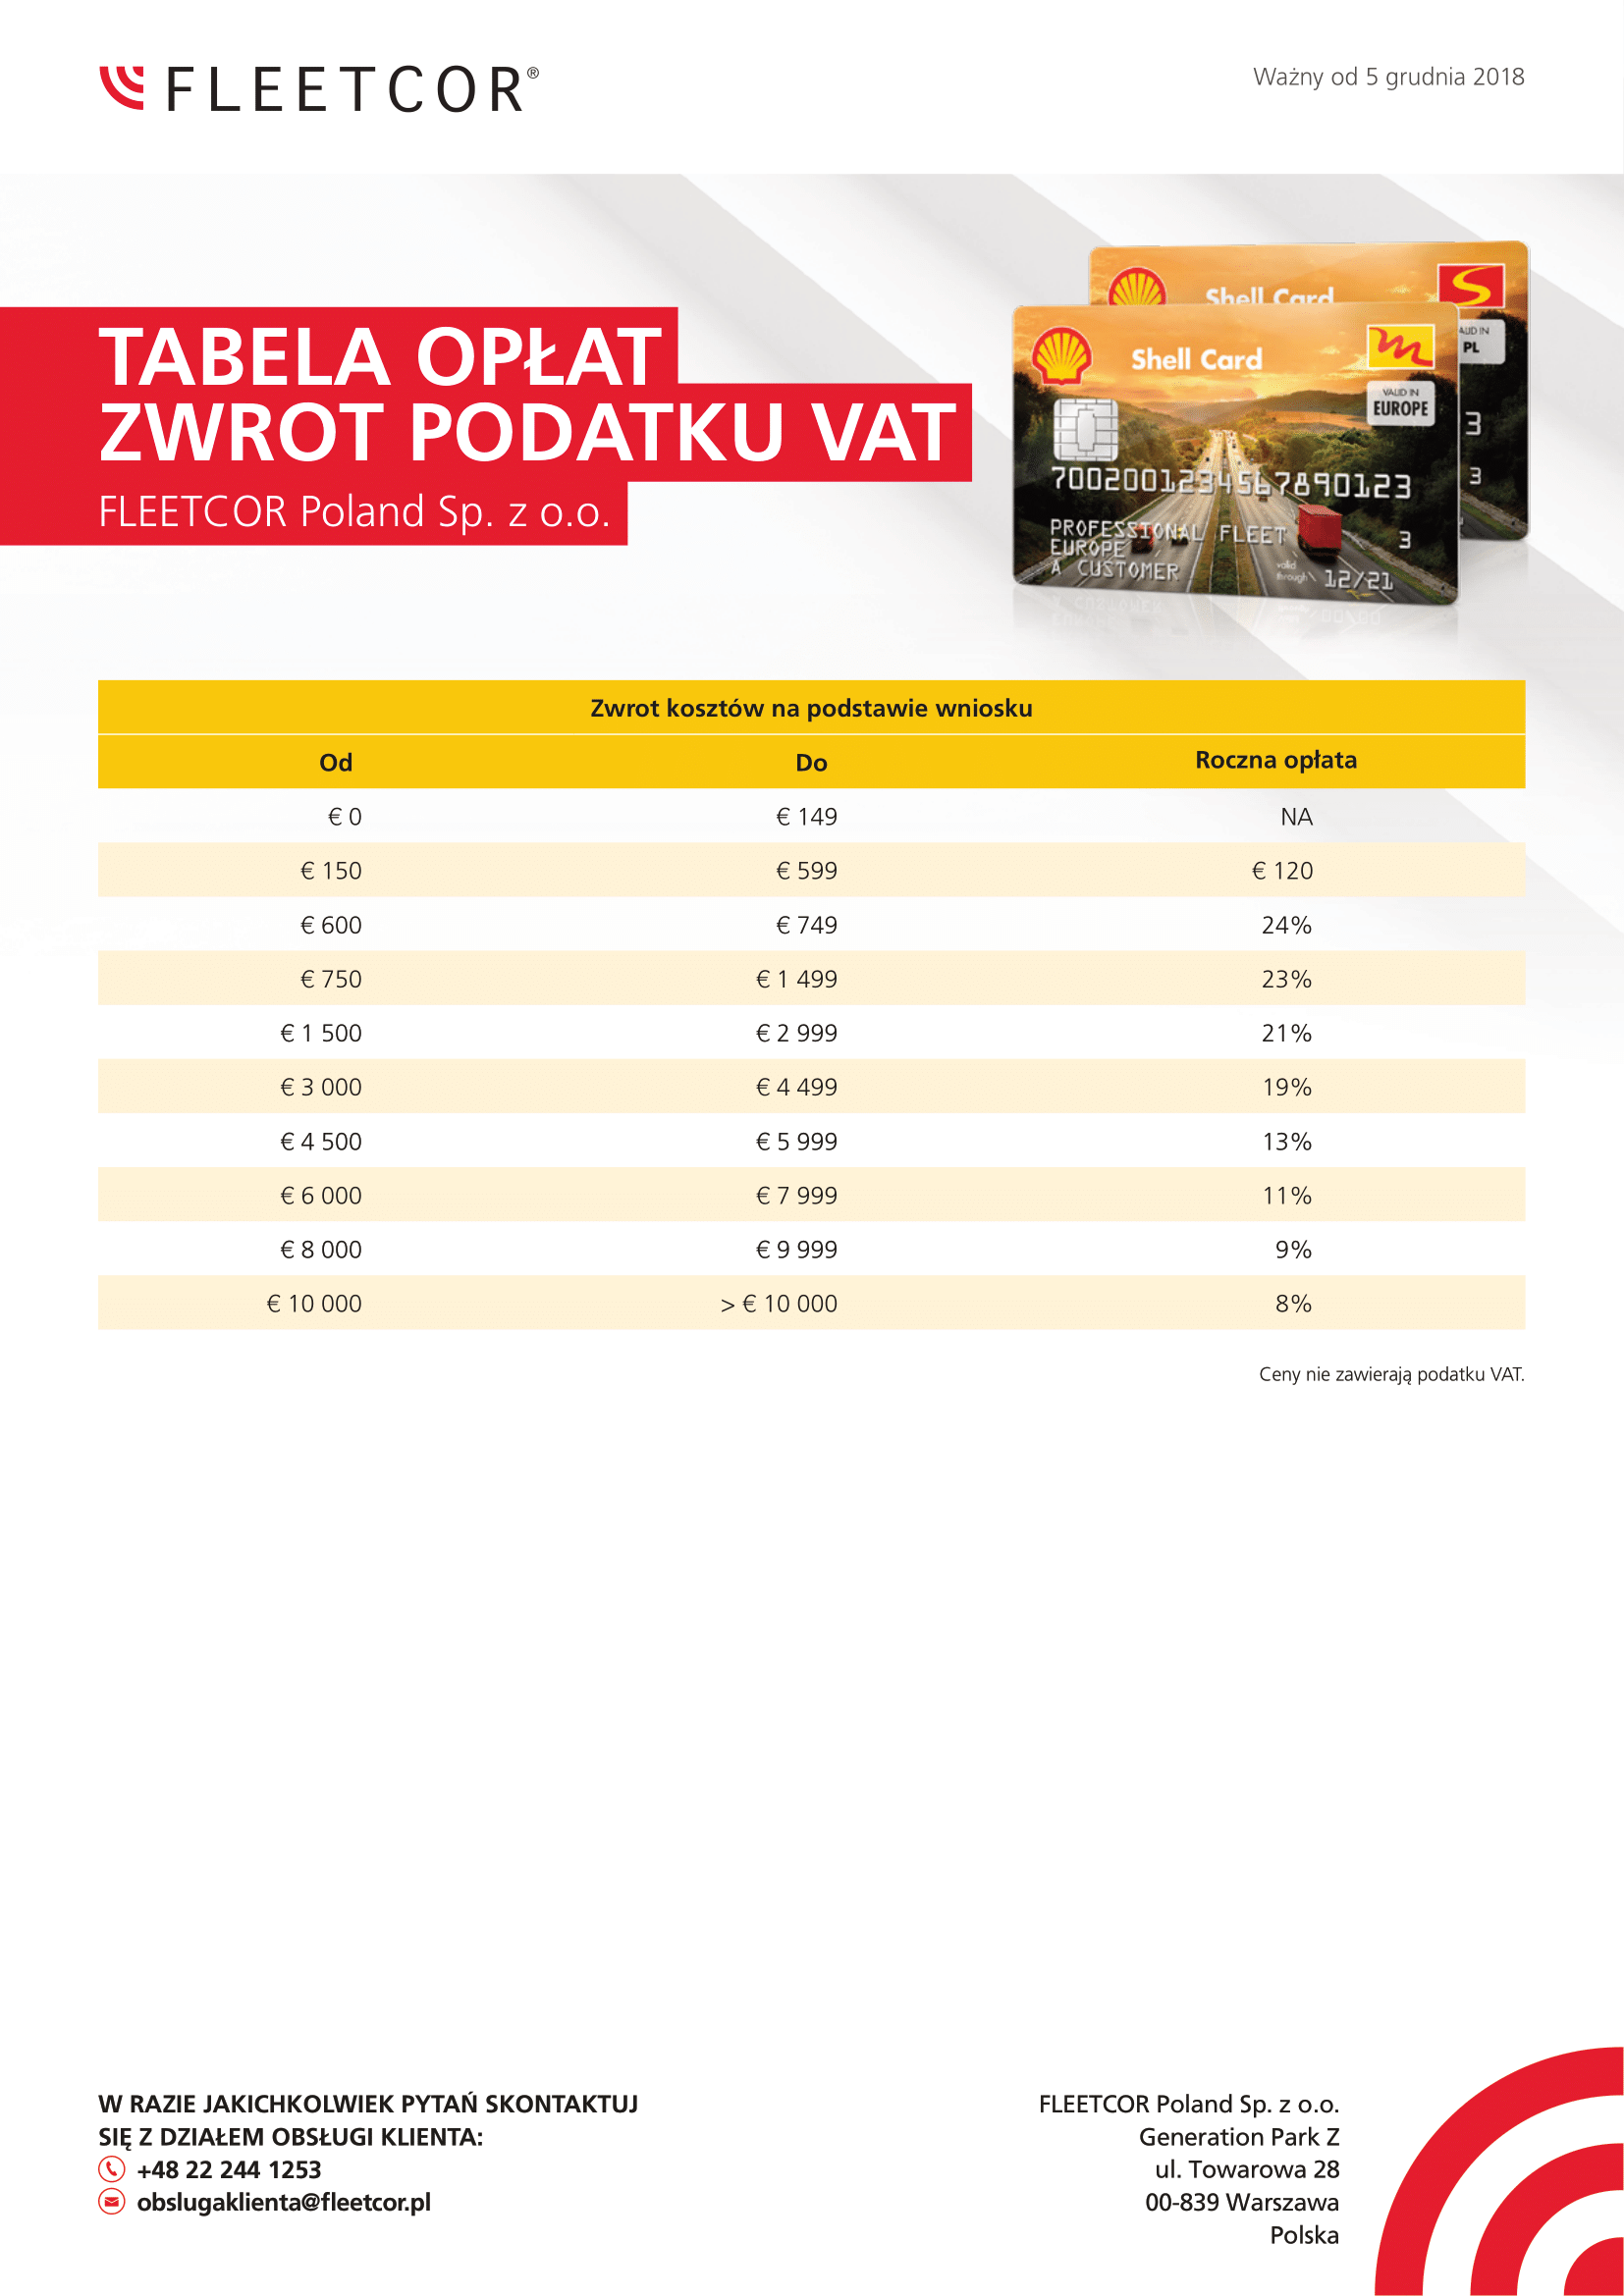 FLEETCOR®
Ważny od 5 grudnia 2018
TABELA OPŁAT
ZWROT PODATKU VAT
FLEETCOR Poland Sp. z o.o.
Shell Card
PL
3
3
Shell Card
VALID IN
EUROPE
7002001234567890123
PROFESSIONAL FLEET
EUROPE 3
A CUSTOMER
valid
through 12/21
Zwrot kosztów na podstawie wniosku
Od Do Roczna opłata
€ 0 € 149 NA
€ 150 € 599 € 120
€ 600 € 749 24%
€ 750 € 1 499 23%
€ 1 500 € 2 999 21%
€ 3 000 € 4 499 19%
€ 4 500 € 5 999 13%
€ 6 000 € 7 999 11%
€ 8 000 € 9 999 9%
€ 10 000 > € 10 000 8%
Ceny nie zawierają podatku VAT.
W RAZIE JAKICHKOLWIEK PYTAŃ SKONTAKTUJ
SIĘ Z DZIAŁEM OBSŁUGI KLIENTA:
+48 22 244 1253
obslugaklienta@fleetcor.pl
FLEETCOR Poland Sp. z o.o.
Generation Park Z
ul. Towarowa 28
00-839 Warszawa
Polska